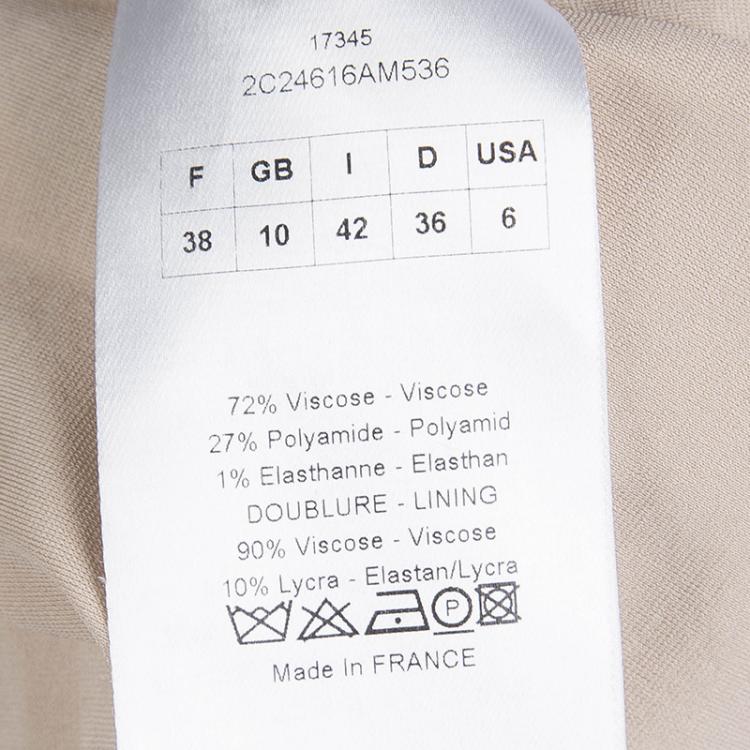 17345
2C24616AM536
F GB I D USA
38 10 42 36 6
72% Viscose - Viscose
27% Polyamide - Polyamid
1% Elasthanne - Elasthan
DOUBLURE - LINING
90% Viscose - Viscose
10% Lycra - Elastan/Lycra
P
Made In FRANCE